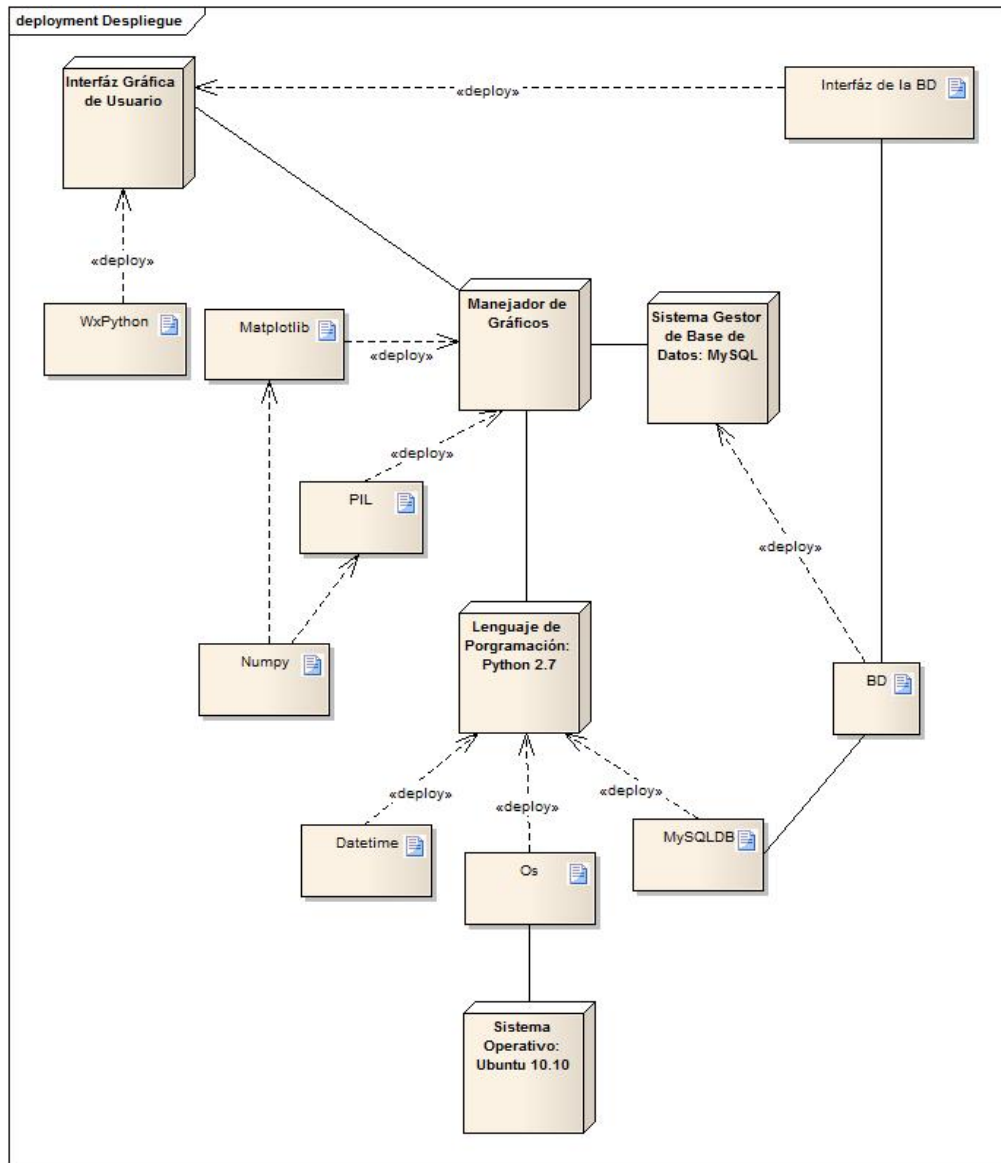 deployment Despliegue
Interfáz Gráfica
de Usuario
Interfáz de la BD
«deploy»
«deploy»
WxPython
Matplotlib
«deploy»
Manejador de
Gráficos
Sistema Gestor
de Base de
Datos: MySQL
«deploy»
PIL
«deploy»
Numpy
Lenguaje de
Porgramación:
Python 2.7
BD
«deploy»
«deploy»
«deploy»
Datetime
Os
MySQLDB
Sistema
Operativo:
Ubuntu 10.10